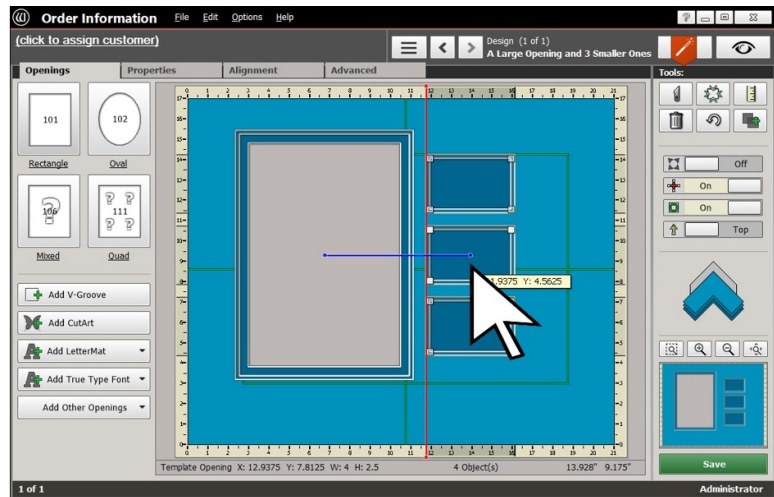 Order Information File Edit Options Help
(click to assign customer)
Design (1 of 1)
A Large Opening and 3 Smaller Ones
Openings Properties Alignment Advanced
Tools:
101 102
Rectangle Oval
106 111
Mixed Quad
Add V-Groove
Add CutArt
Add LetterMat
Add True Type Font
Add Other Openings
Off
On
On
Top
.9375 Y: 4.5625
Template Opening X: 12.9375 Y: 7.8125 W: 4 H: 2.5 4 Object(s) 13.928" 9.175"
Save
1 of 1 Administrator